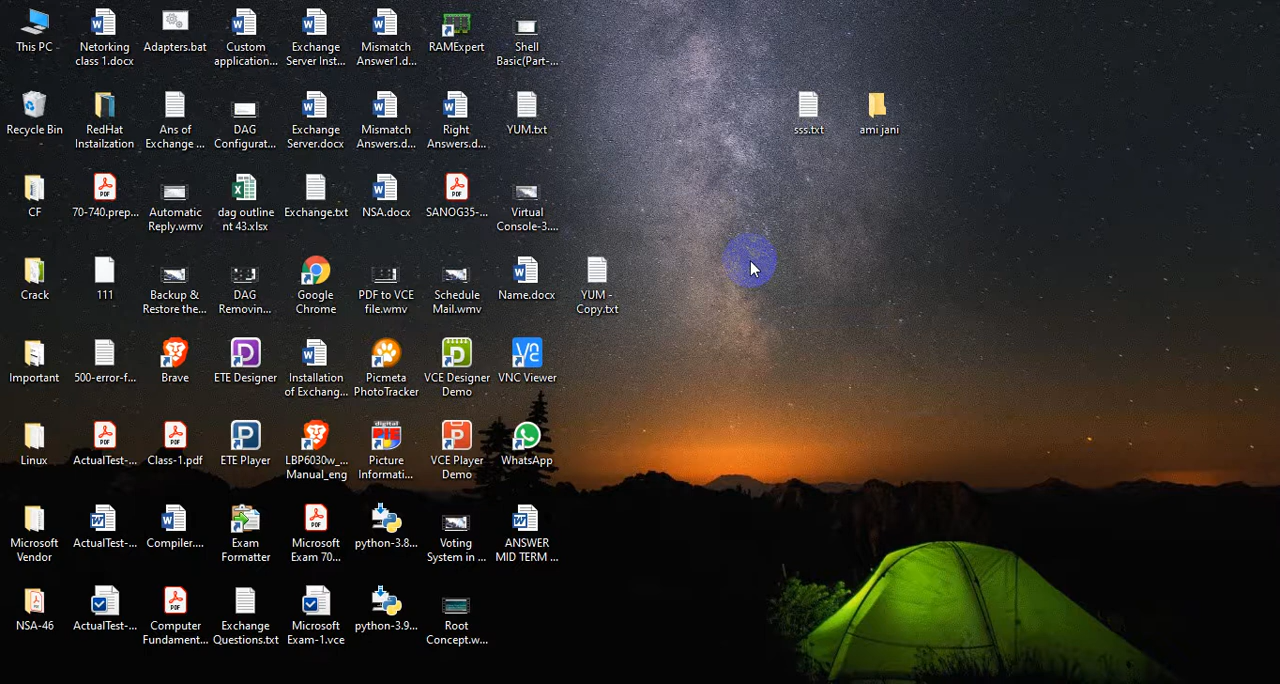 This PC
Netorking
class 1.docx
Adapters.bat
Custom
application...
Exchange
Server Inst...
Mismatch
Answer1.d...
RAMExpert
Shell
Basic(Part-...
Recycle Bin
RedHat
Instailzation
Ans of
Exchange ...
DAG
Configurat...
Exchange
Server.docx
Mismatch
Answers.d...
Right
Answers.d...
YUM.txt
sss.txt
ami jani
CF
70-740.prep...
Automatic
Reply.wmv
dag outline
nt 43.xlsx
Exchange.txt
NSA.docx
SANOG35-...
Virtual
Console-3....
Crack
111
Backup &
Restore the...
DAG
Removin...
Google
Chrome
PDF to VCE
file.wmv
Schedule
Mail.wmv
Name.docx
YUM -
Copy.txt
Important
500-error-f...
Brave
ETE Designer
Installation
of Exchang...
Picmeta
PhotoTracker
VCE Designer
Demo
VNC Viewer
Linux
ActualTest-...
Class-1.pdf
ETE Player
LBP6030w_...
Manual_eng
Picture
Informati...
VCE Player
Demo
WhatsApp
Microsoft
Vendor
ActualTest-...
Compiler....
Exam
Formatter
Microsoft
Exam 70...
python-3.8...
Voting
System in ...
ANSWER
MID TERM ...
NSA-46
ActualTest-...
Computer
Fundament...
Exchange
Questions.txt
Microsoft
Exam-1.vce
python-3.9...
Root
Concept.w...